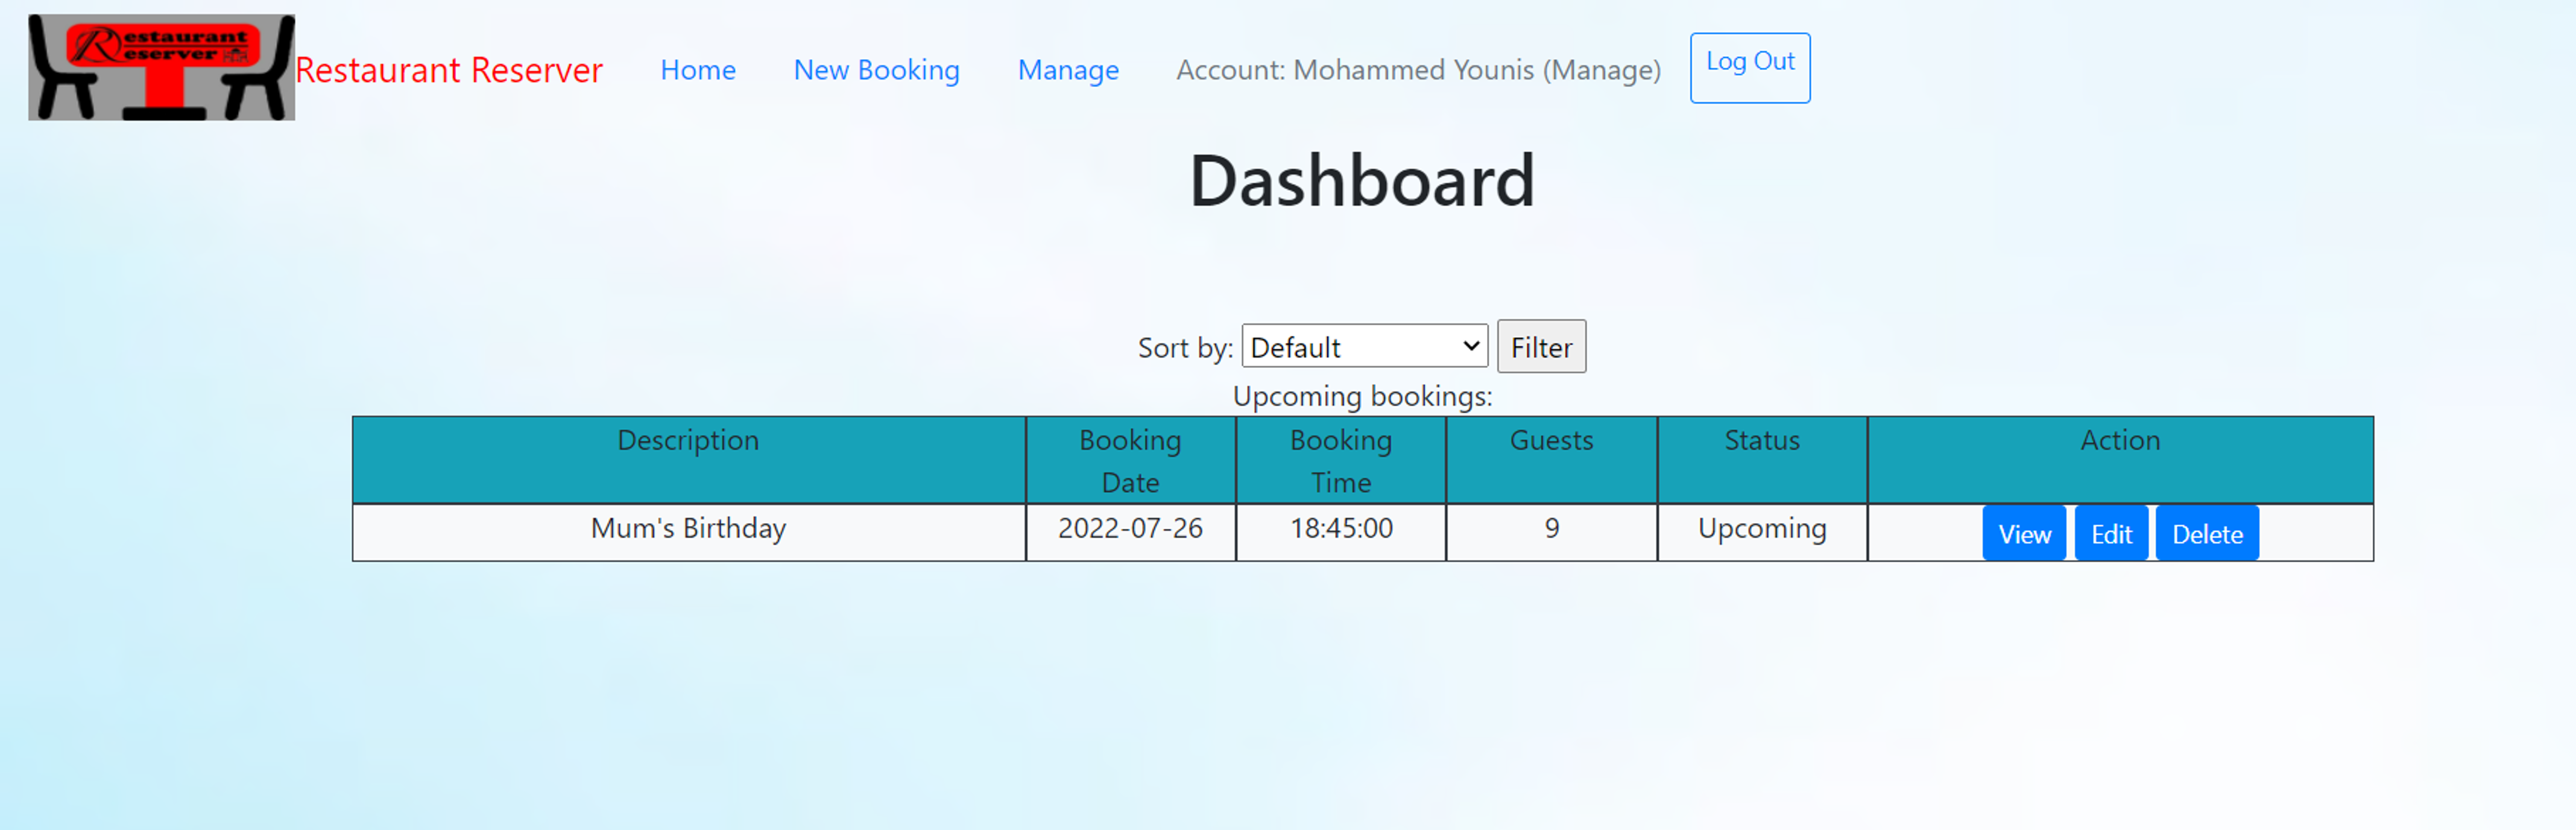 Restaurant
Reserver
Restaurant Reserver Home New Booking Manage Account: Mohammed Younis (Manage) Log Out
Dashboard
Sort by: Default Filter
Upcoming bookings:
Description Booking Date Booking Time Guests Status Action
Mum's Birthday 2022-07-26 18:45:00 9 Upcoming View Edit Delete